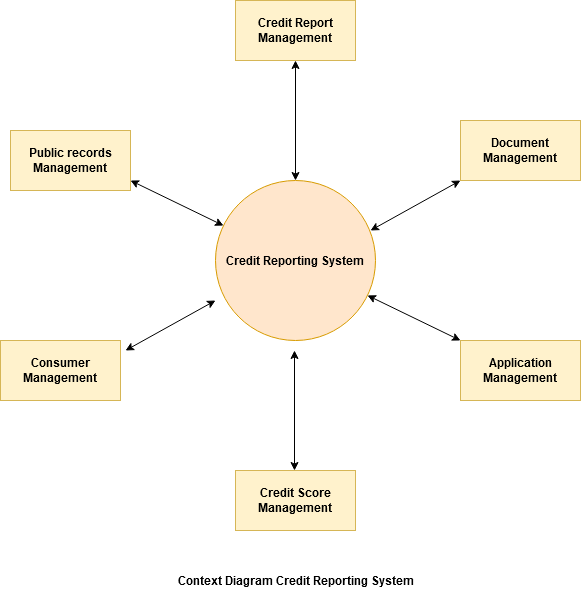 Credit Report
Management
Document
Management
Public records
Management
Credit Reporting System
Consumer
Management
Application
Management
Credit Score
Management
Context Diagram Credit Reporting System